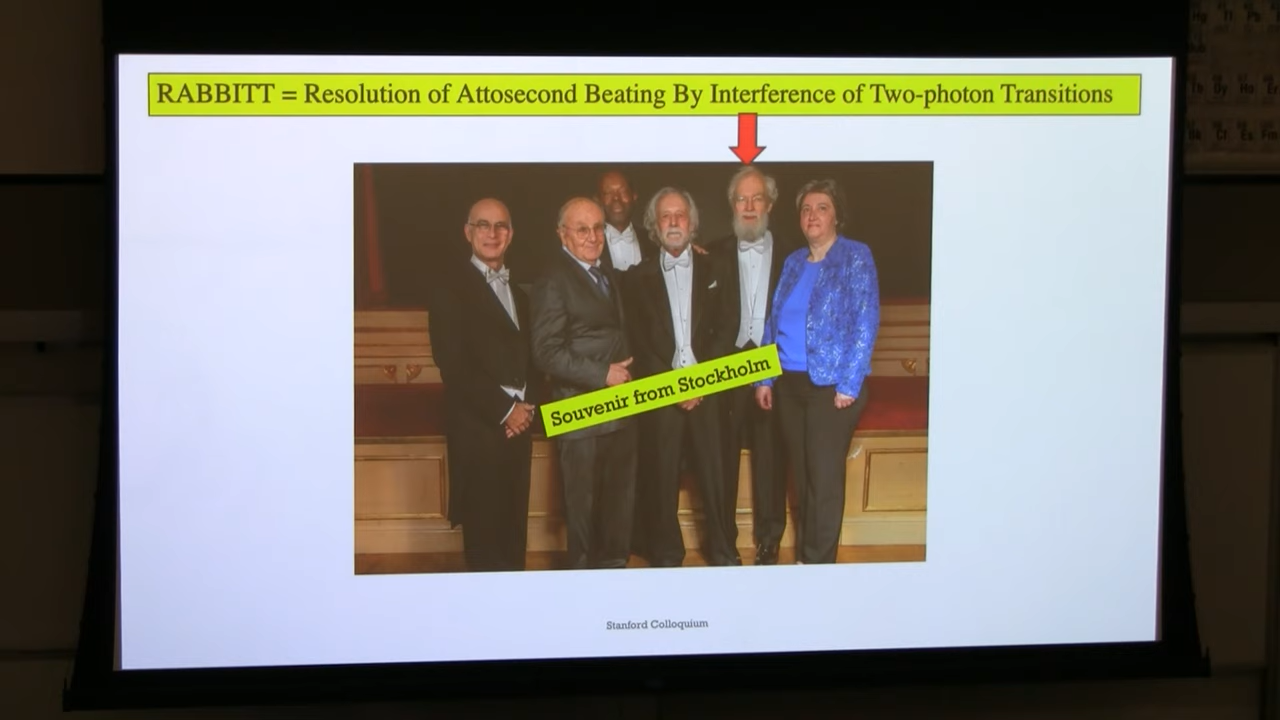 RABBITT = Resolution of Attosecond Beating By Interference of Two-photon Transitions
Souvenir from Stockholm
Stanford Colloquium